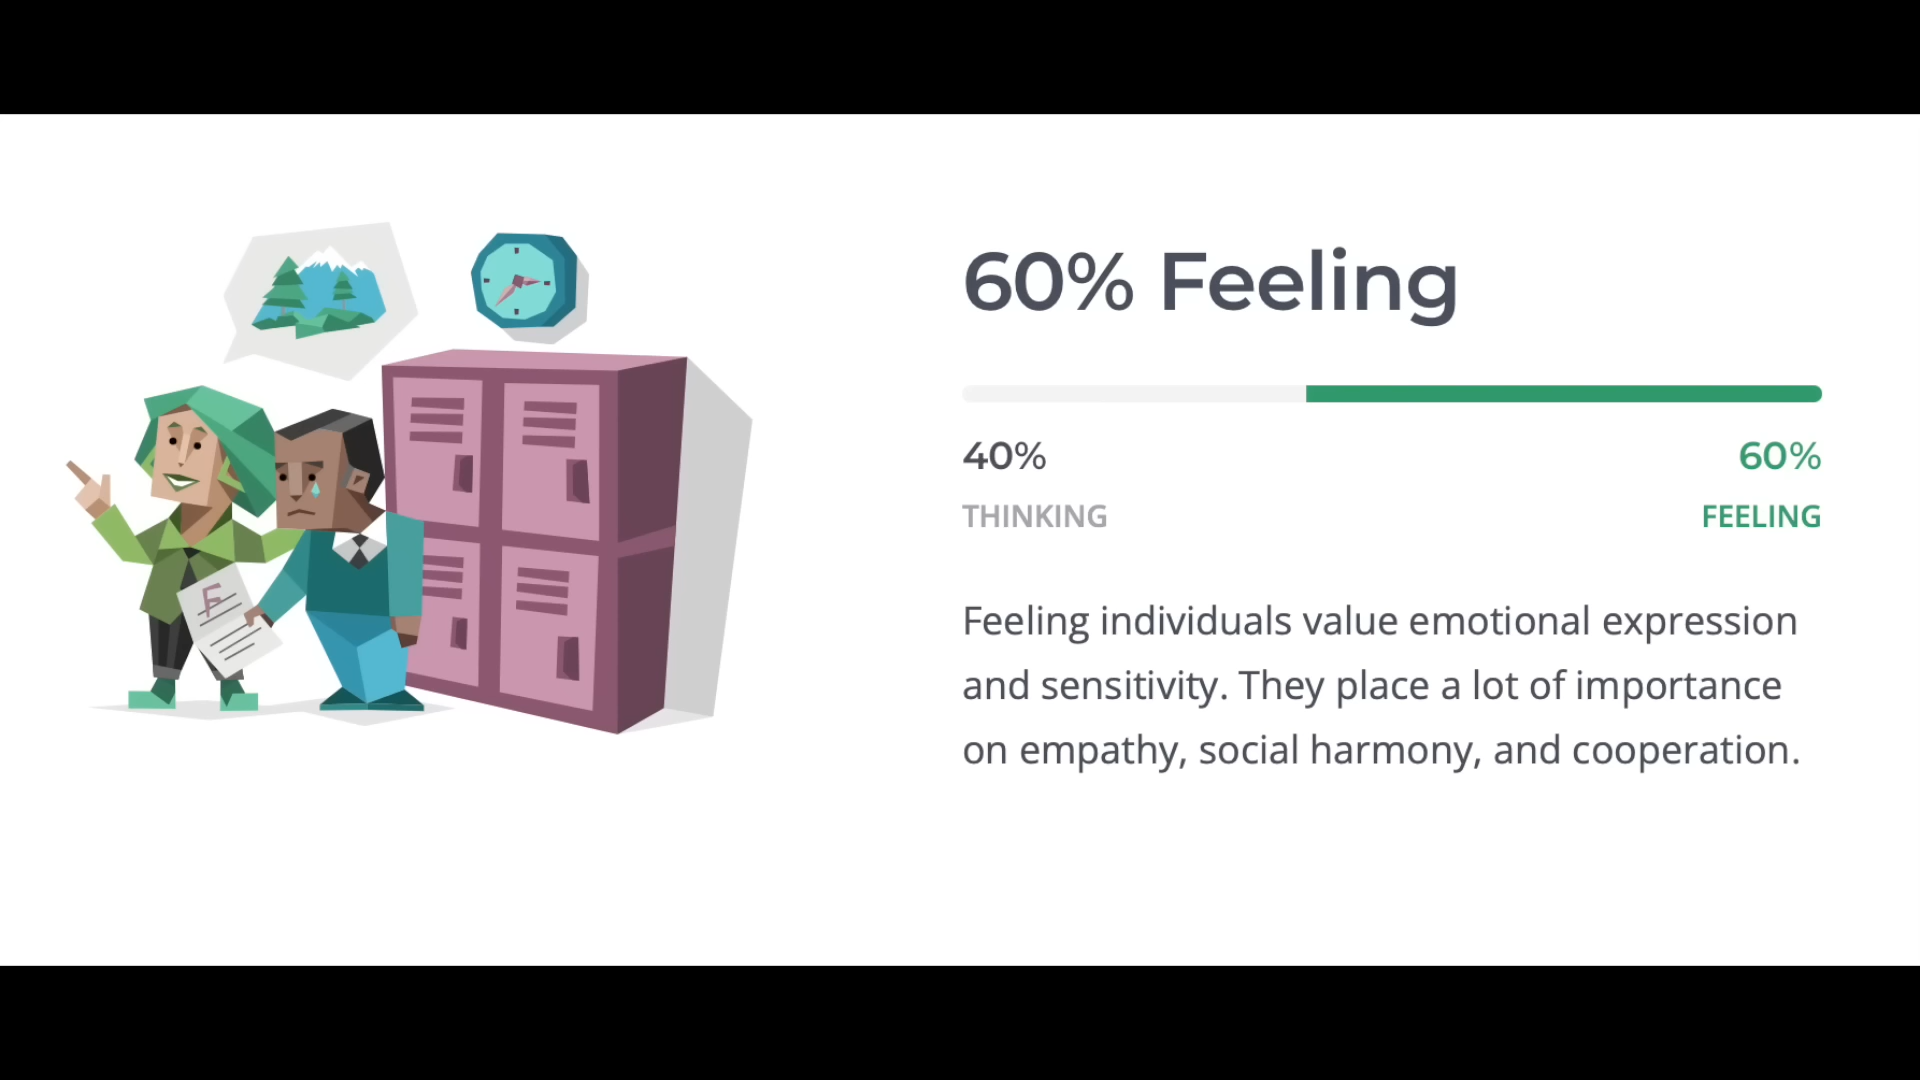 F
60% Feeling
40%
60%
THINKING
FEELING
Feeling individuals value emotional expression
and sensitivity. They place a lot of importance
on empathy, social harmony, and cooperation.